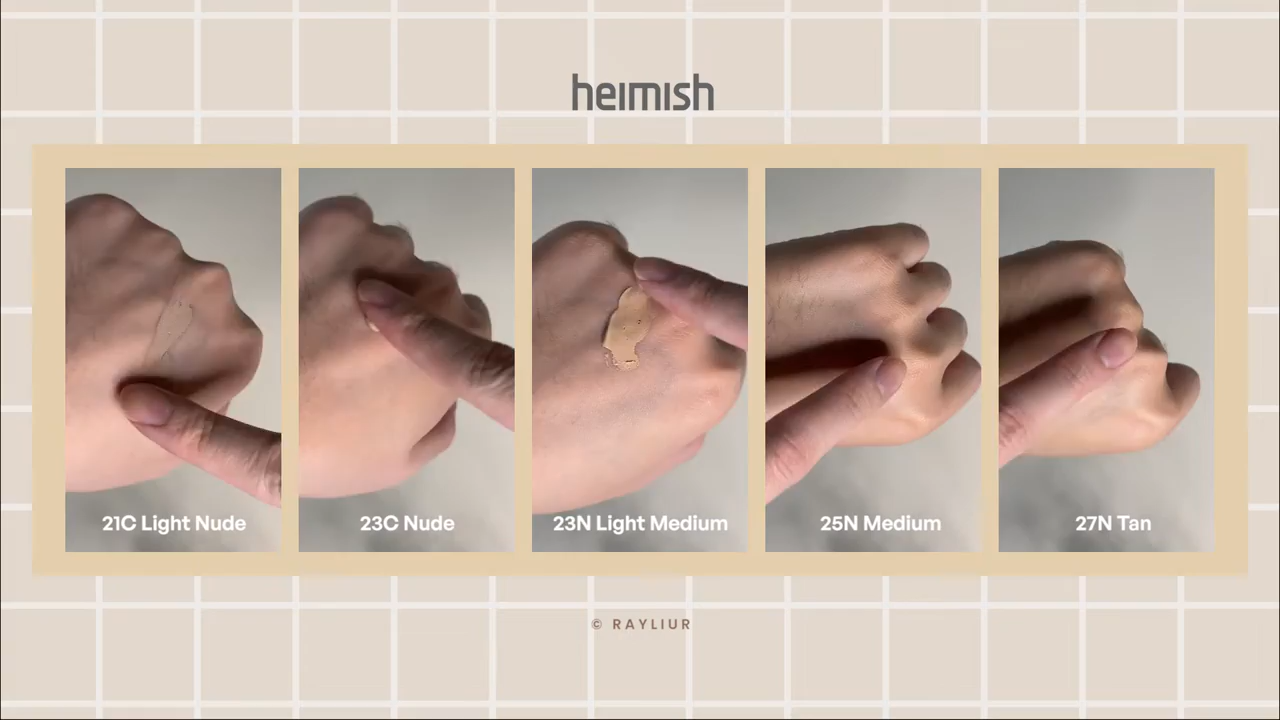 heimish
21C Light Nude
23C Nude
23N Light Medium
25N Medium
27N Tan
© RAYLIUR